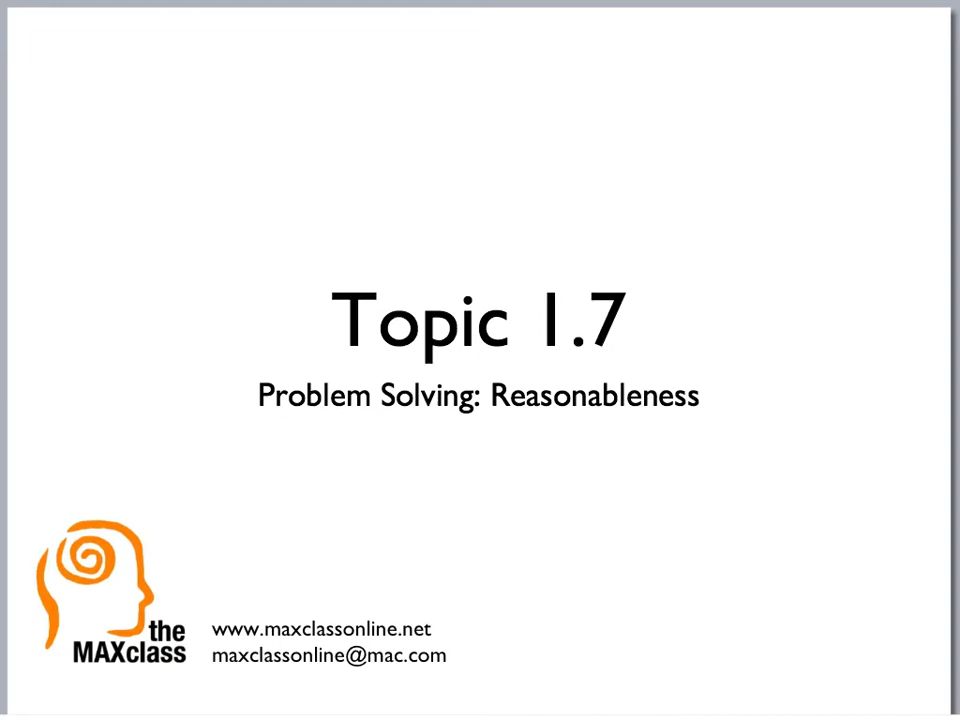 Topic 1.7
Problem Solving: Reasonableness
the
MAXclass
www.maxclassonline.net
maxclassonline@mac.com